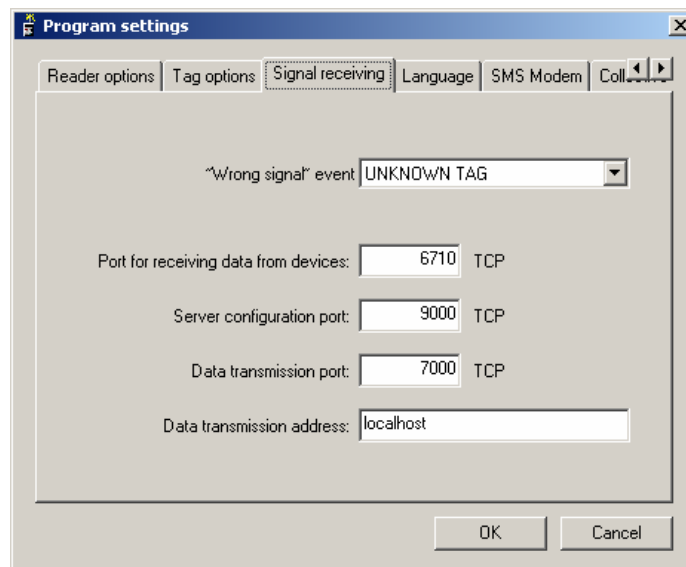 Program settings
Reader options Tag options Signal receiving Language SMS Modem
"Wrong signal" event UNKNOWN TAG
Port for receiving data from devices: 6710 TCP
Server configuration port: 9000 TCP
Data transmission port: 7000 TCP
Data transmission address: localhost
OK Cancel